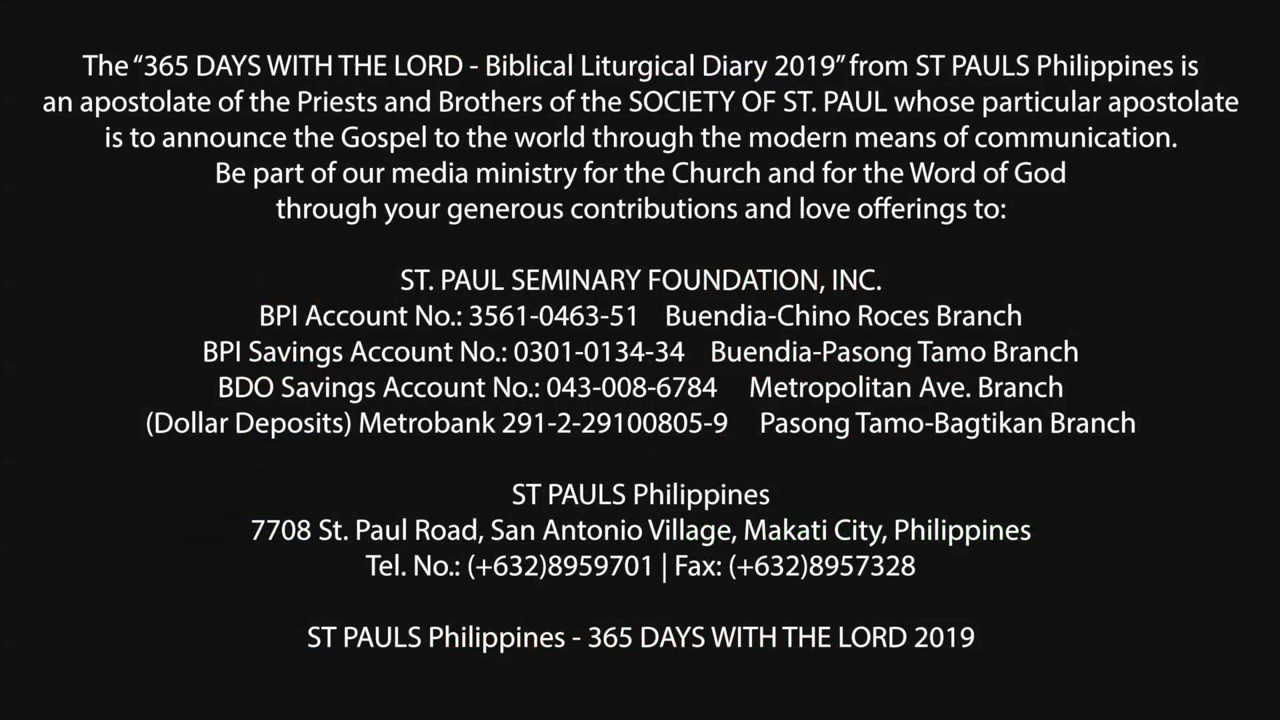 The “365 DAYS WITH THE LORD - Biblical Liturgical Diary 2019” from ST PAULS Philippines is
an apostolate of the Priests and Brothers of the SOCIETY OF ST. PAUL whose particular apostolate
is to announce the Gospel to the world through the modern means of communication.
Be part of our media ministry for the Church and for the Word of God
through your generous contributions and love offerings to:
ST. PAUL SEMINARY FOUNDATION, INC.
BPI Account No.: 3561-0463-51 Buendia-Chino Roces Branch
BPI Savings Account No.: 0301-0134-34 Buendia-Pasong Tamo Branch
BDO Savings Account No.: 043-008-6784 Metropolitan Ave. Branch
(Dollar Deposits) Metrobank 291-2-29100805-9 Pasong Tamo-Bagtikan Branch
ST PAULS Philippines
7708 St. Paul Road, San Antonio Village, Makati City, Philippines
Tel. No.: (+632)8959701 | Fax: (+632)8957328
ST PAULS Philippines - 365 DAYS WITH THE LORD 2019